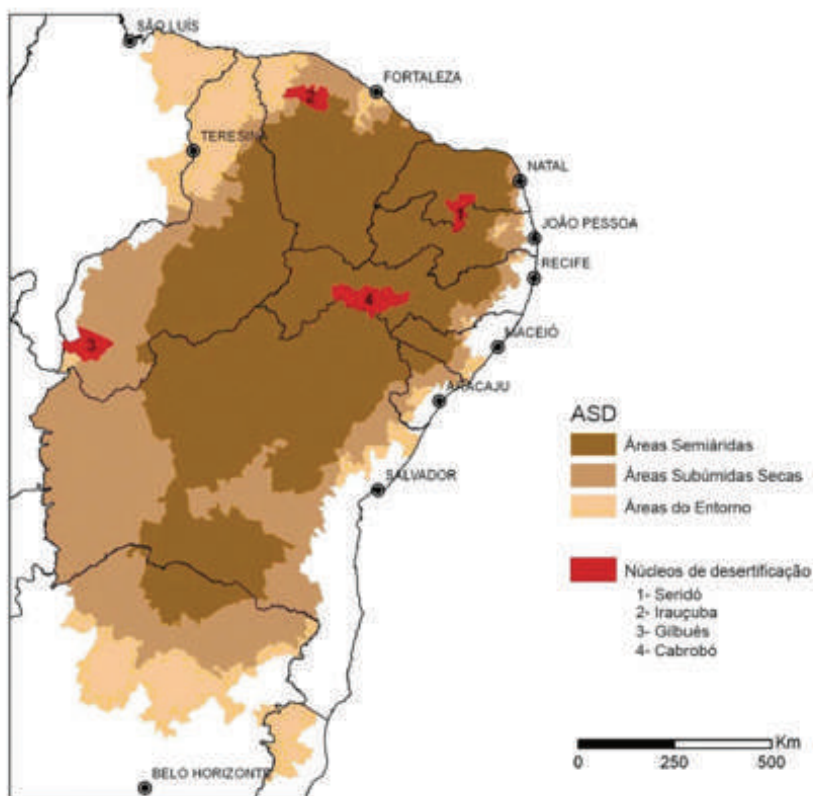 SÃO LUÍS
FORTALEZA
2
TERESINA
NATAL
1
JOÃO PESSOA
RECIFE
4
3
MACEIÓ
ARACAJU
ASD
Áreas Semiáridas
Áreas Subúmidas Secas
SALVADOR
Áreas do Entorno
Núcleos de desertificação
1- Seridó
2- Irauçuba
3- Gilbués
4- Cabrobó
Km
0 250 500
BELO HORIZONTE